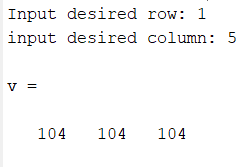 Input desired row: 1
input desired column: 5
v =
104 104 104